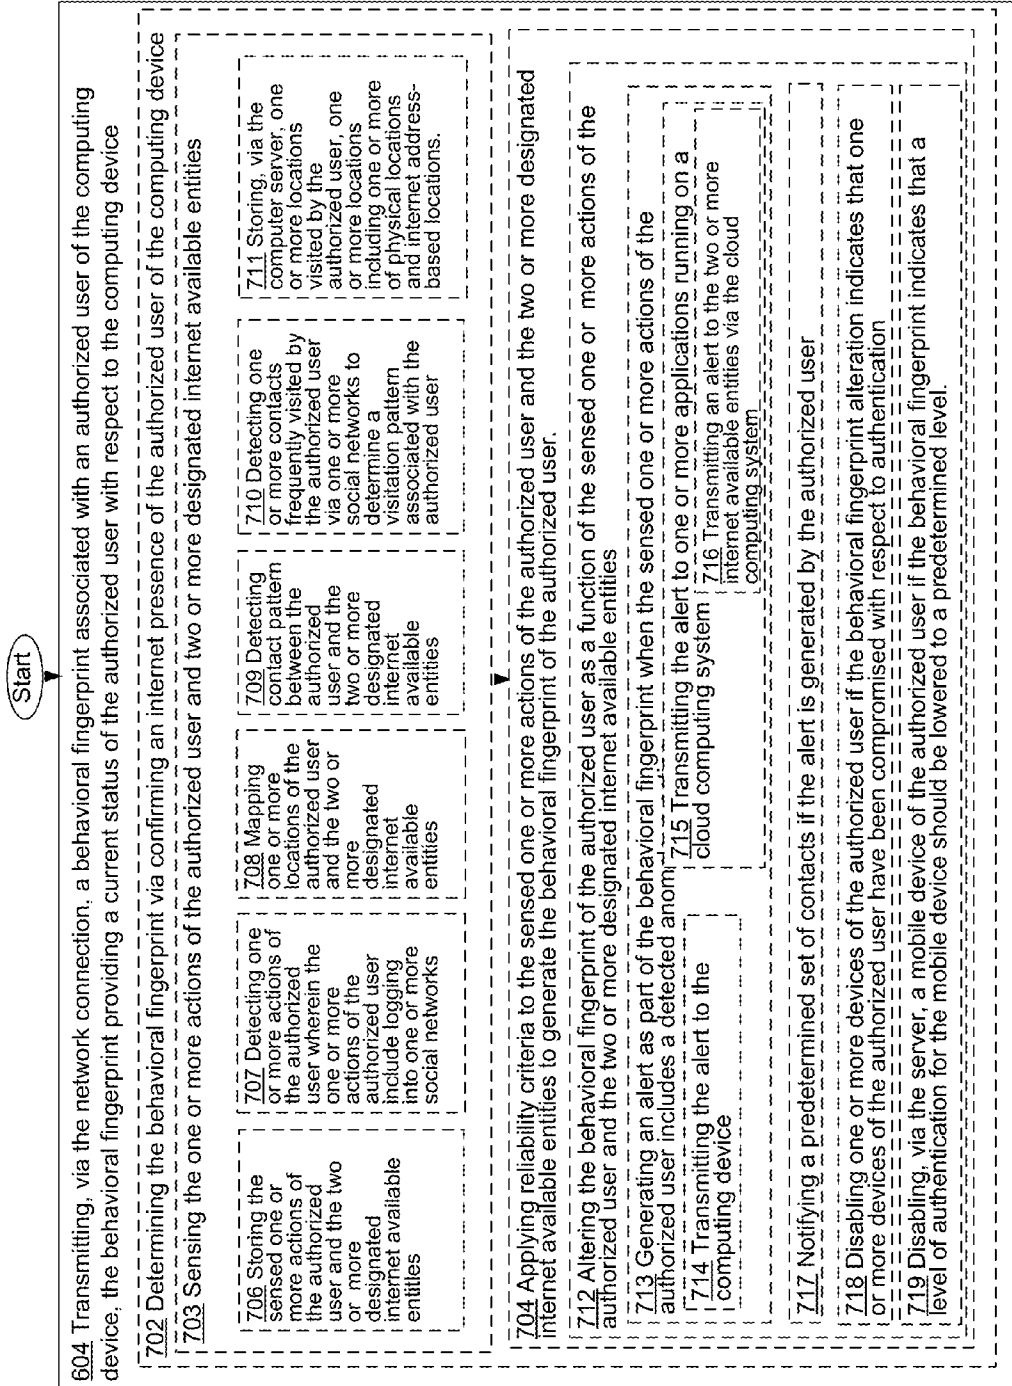 Start
604 Transmitting, via the network connection, a behavioral fingerprint associated with an authorized user of the computing
device, the behavioral fingerprint providing a current status of the authorized user with respect to the computing device
702 Determining the behavioral fingerprint via confirming an internet presence of the authorized user of the computing device
703 Sensing the one or more actions of the authorized user and two or more designated internet available entities
706 Storing the
sensed one or
more actions of
the authorized
user and the two
or more
designated
internet available
entities
707 Detecting one
or more actions of
the authorized
user wherein the
one or more
actions of the
authorized user
include logging
into one or more
social networks
708 Mapping
one or more
locations of the
authorized user
and the two or
more
designated
internet
available
entities
709 Detecting
contact pattern
between the
authorized
user and the
two or more
designated
internet
available
entities
710 Detecting one
or more contacts
frequently visited by
the authorized user
via one or more
social networks to
determine a
visitation pattern
associated with the
authorized user
711 Storing, via the
computer server, one
or more locations
visited by the
authorized user, one
or more locations
including one or more
of physical locations
and internet address-
based locations.
704 Applying reliability criteria to the sensed one or more actions of the authorized user and the two or more designated
internet available entities to generate the behavioral fingerprint of the authorized user.
712 Altering the behavioral fingerprint of the authorized user as a function of the sensed one or more actions of the
authorized user and the two or more designated internet available entities
713 Generating an alert as part of the behavioral fingerprint when the sensed one or more actions of the
authorized user includes a detected anom
714 Transmitting the alert to the
computing device
715 Transmitting the alert to one or more applications running on a
cloud computing system
716 Transmitting an alert to the two or more
internet available entities via the cloud
computing system
717 Notifying a predetermined set of contacts if the alert is generated by the authorized user
718 Disabling one or more devices of the authorized user if the behavioral fingerprint alteration indicates that one
or more devices of the authorized user have been compromised with respect to authentication
719 Disabling, via the server, a mobile device of the authorized user if the behavioral fingerprint indicates that a
level of authentication for the mobile device should be lowered to a predetermined level.